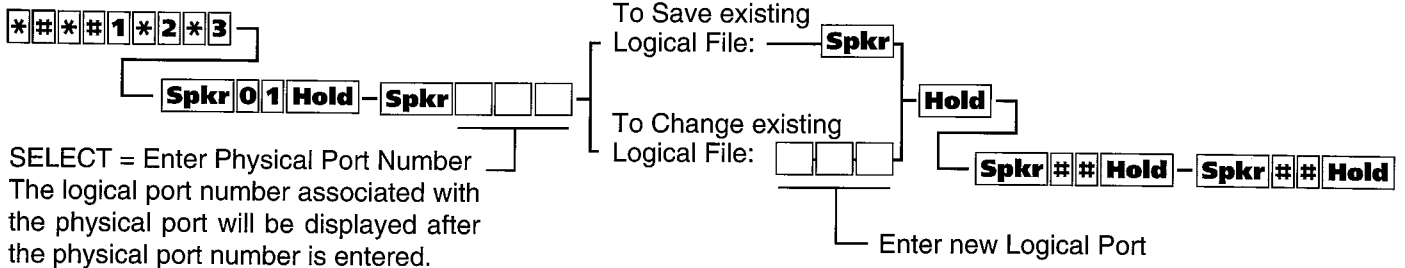 *#*#1*2*3
Spkr 0 1 Hold – Spkr
SELECT = Enter Physical Port Number
The logical port number associated with
the physical port will be displayed after
the physical port number is entered.
To Save existing
Logical File: Spkr
To Change existing
Logical File:
Enter new Logical Port
Hold
Spkr # # Hold – Spkr # # Hold